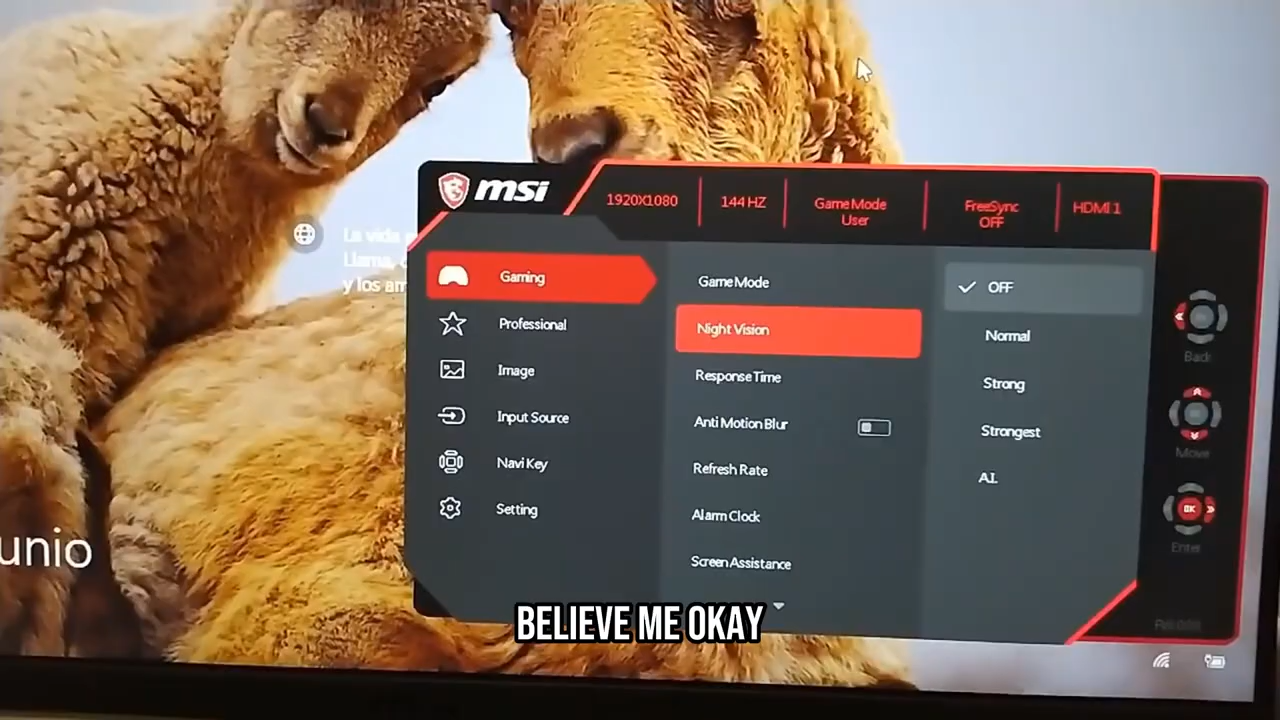 msi
1920X1080
144 HZ
Game Mode
User
FreeSync
OFF
HDMI 1
La vida
Llama,
y los
Gaming
Professional
Image
Input Source
Navi Key
Setting
Game Mode
Night Vision
Response Time
Anti Motion Blur
Refresh Rate
Alarm Clock
Screen Assistance
OFF
Normal
Strong
Strongest
A.I.
Back
Move
OK
Enter
unio
BELIEVE ME OKAY